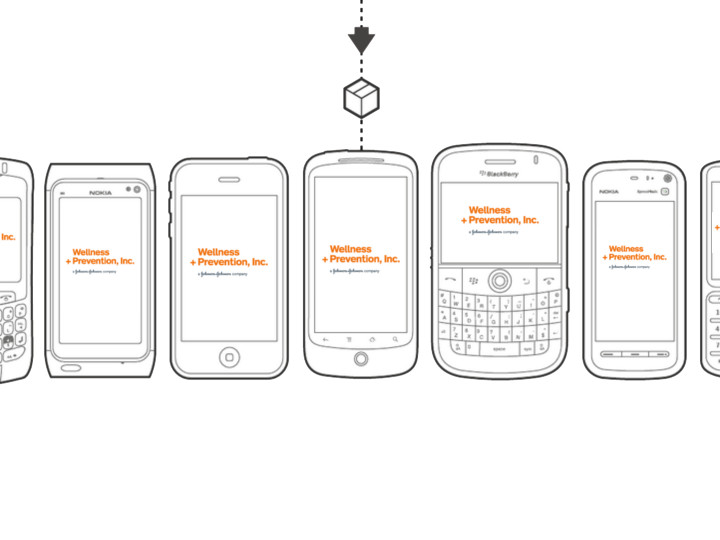 Inc.
NOKIA
Wellness
+ Prevention, Inc.
a Johnson & Johnson company
Wellness
+ Prevention, Inc.
a Johnson & Johnson company
Wellness
+ Prevention, Inc.
a Johnson & Johnson company
BlackBerry
Wellness
+ Prevention, Inc.
a Johnson & Johnson company
NOKIA
XpressMusic
Wellness
+ Prevention, Inc.
a Johnson & Johnson company
+